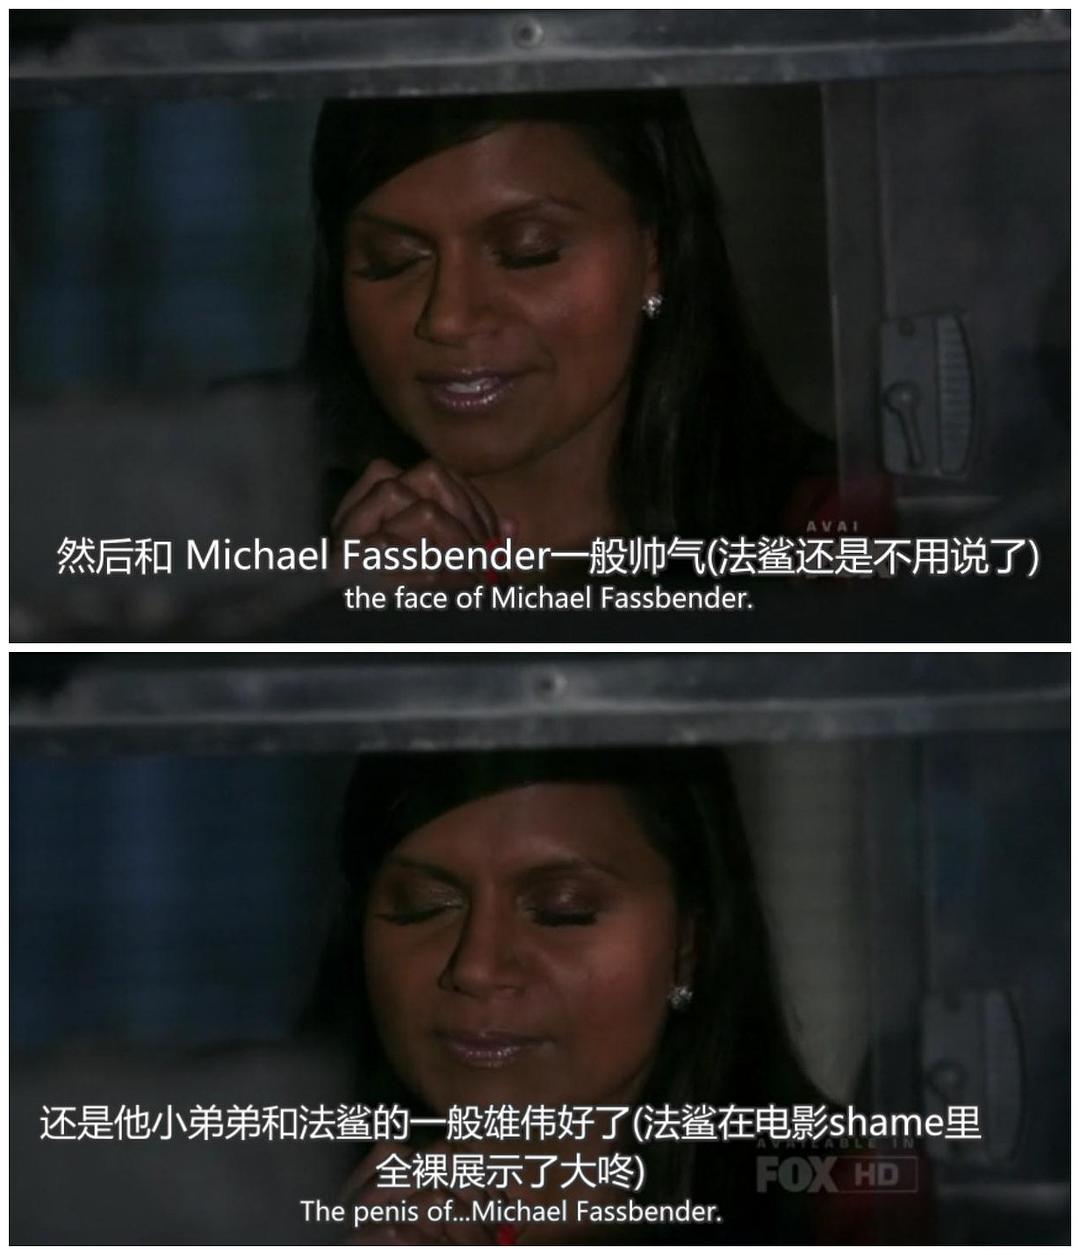 AVAI
然后和 Michael Fassbender一般帅气(法鲨还是不用说了)
the face of Michael Fassbender.
还是他小弟弟和法鲨的一般雄伟好了(法鲨在电影shame里
全裸展示了大咚)
AVAILABLE IN
FOX HD
The penis of...Michael Fassbender.